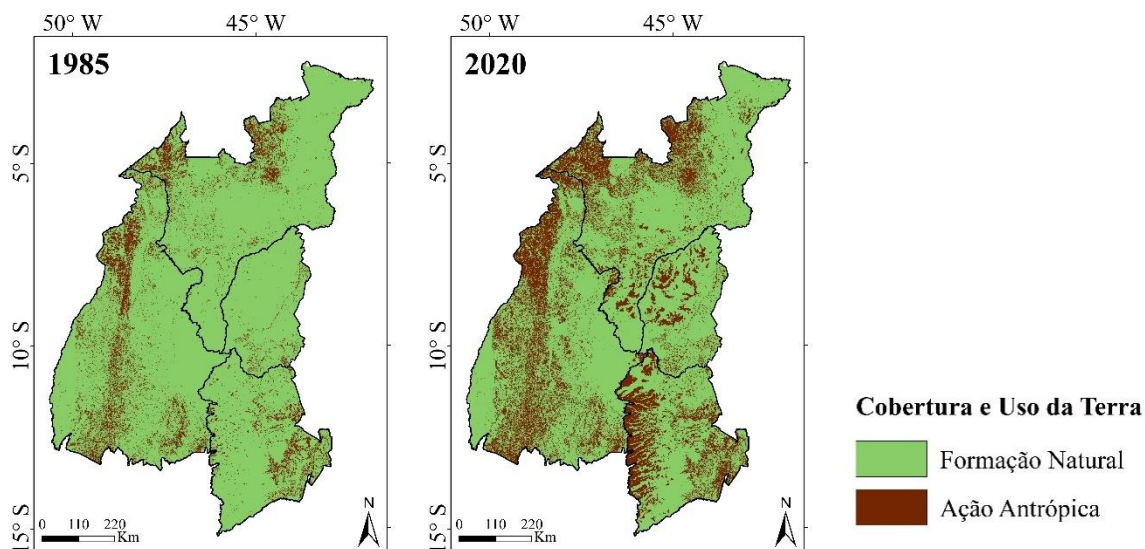 50° W 45° W
1985
5° S
10° S
15° S
0 110 220
Km
N
50° W 45° W
2020
5° S
10° S
15° S
0 110 220
Km
N
Cobertura e Uso da Terra
Formação Natural
Ação Antrópica